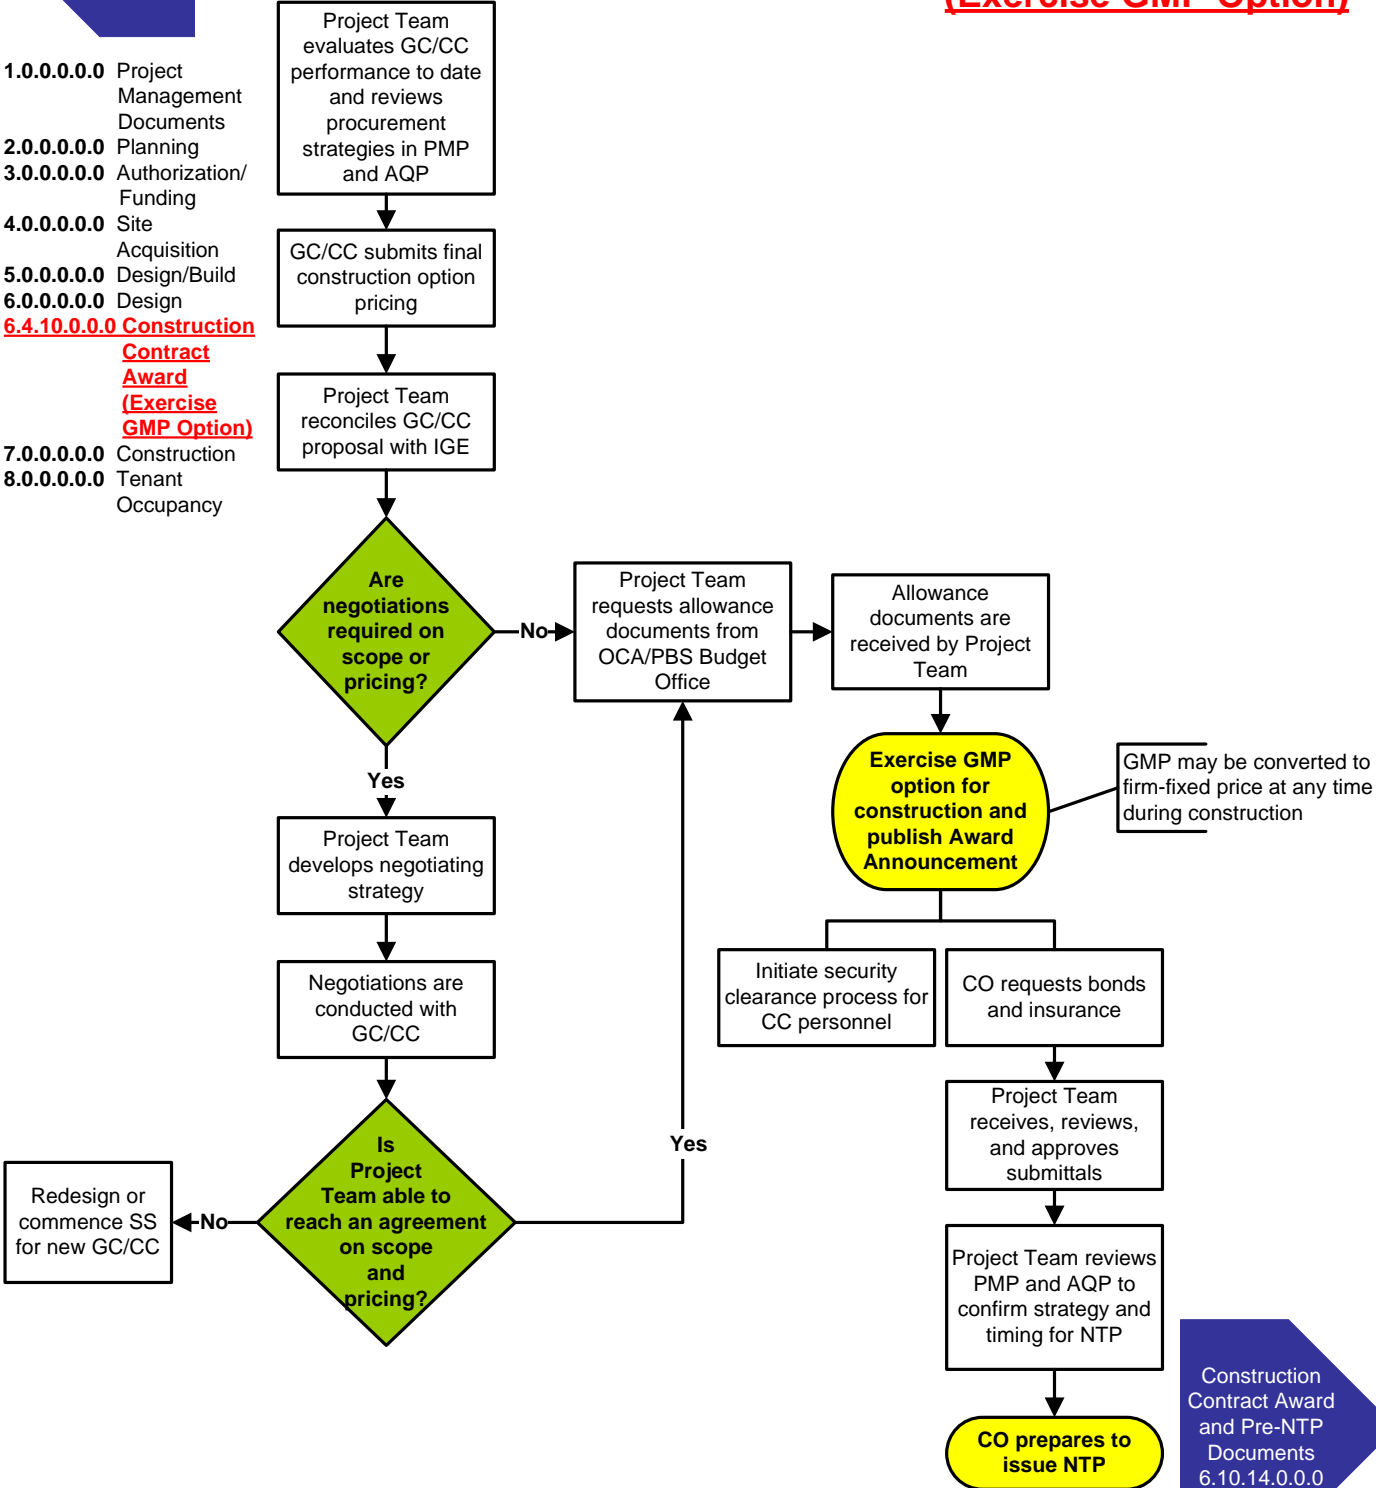 (Exercise GMP Option)
1.0.0.0.0.0 Project
Management
Documents
2.0.0.0.0.0 Planning
3.0.0.0.0.0 Authorization/
Funding
4.0.0.0.0.0 Site
Acquisition
5.0.0.0.0.0 Design/Build
6.0.0.0.0.0 Design
6.4.10.0.0.0 Construction
Contract
Award
(Exercise
GMP Option)
7.0.0.0.0.0 Construction
8.0.0.0.0.0 Tenant
Occupancy
Project Team
evaluates GC/CC
performance to date
and reviews
procurement
strategies in PMP
and AQP
GC/CC submits final
construction option
pricing
Project Team
reconciles GC/CC
proposal with IGE
Are
negotiations
required on
scope or
pricing?
No
Project Team
requests allowance
documents from
OCA/PBS Budget
Office
Allowance
documents are
received by Project
Team
Yes
Exercise GMP
option for
construction and
publish Award
Announcement
GMP may be converted to
firm-fixed price at any time
during construction
Project Team
develops negotiating
strategy
Negotiations are
conducted with
GC/CC
Initiate security
clearance process for
CC personnel
CO requests bonds
and insurance
Is
Project
Team able to
reach an agreement
on scope
and
pricing?
Yes
No
Redesign or
commence SS
for new GC/CC
Project Team
receives, reviews,
and approves
submittals
Project Team reviews
PMP and AQP to
confirm strategy and
timing for NTP
CO prepares to
issue NTP
Construction
Contract Award
and Pre-NTP
Documents
6.10.14.0.0.0